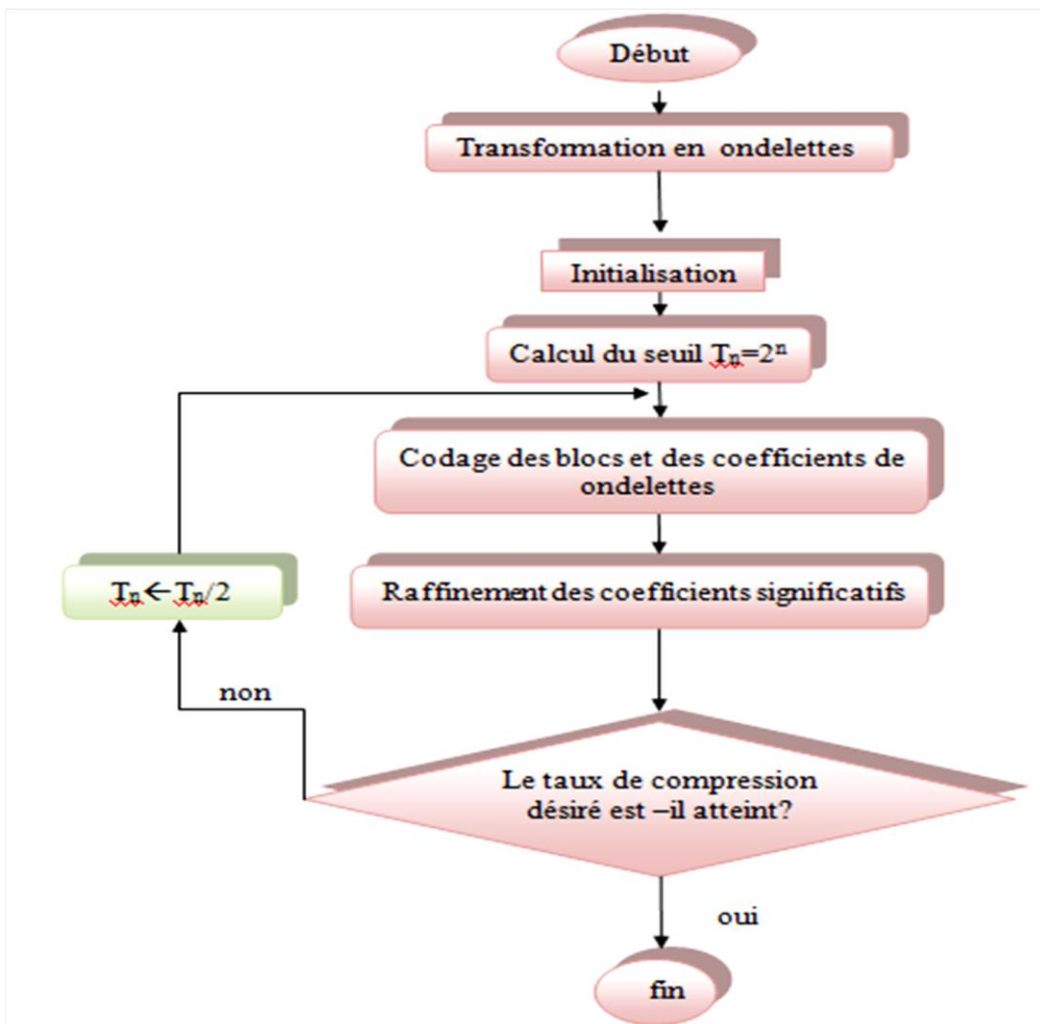 Début
Transformation en ondelettes
Initialisation
Calcul du seuil Tₙ=2ⁿ
Codage des blocs et des coefficients de
ondelettes
Raffinement des coefficients significatifs
Tₙ←Tₙ/2
non
Le taux de compression
désiré est –il atteint?
oui
fin